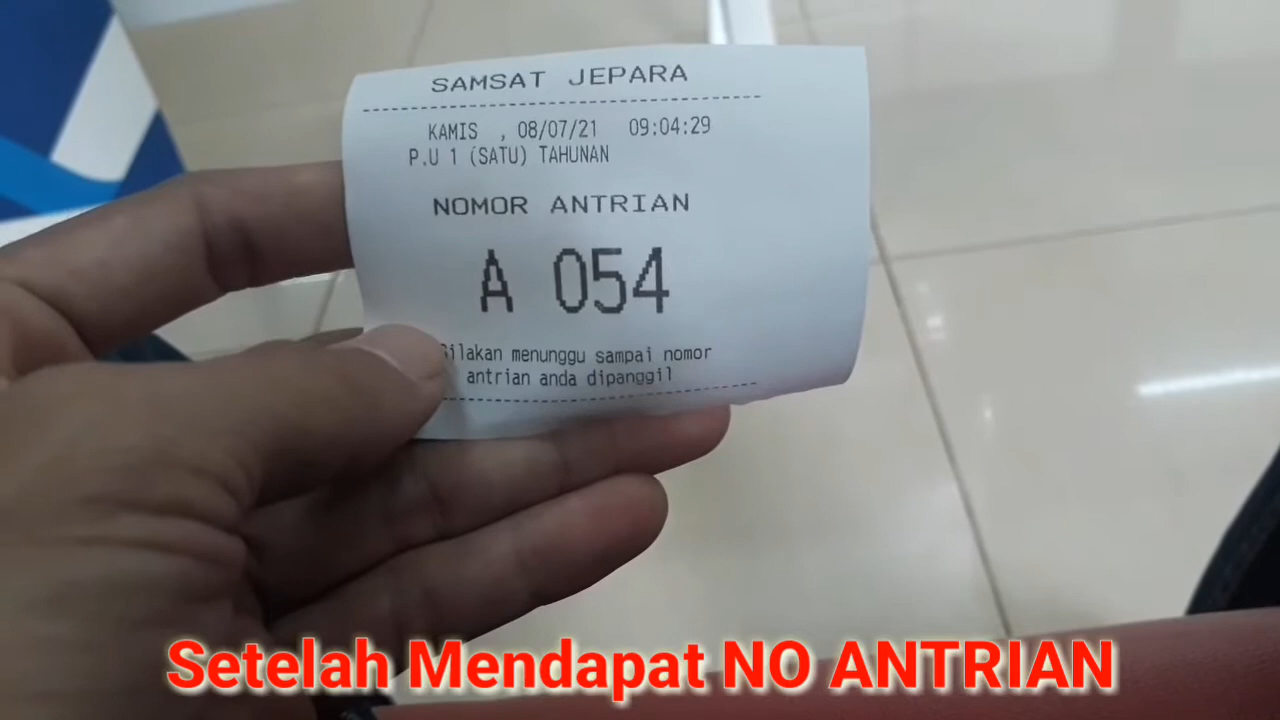 SAMSAT JEPARA
KAMIS , 08/07/21 09:04:29
P.U 1 (SATU) TAHUNAN
NOMOR ANTRIAN
A 054
Silakan menunggu sampai nomor
antrian anda dipanggil
Setelah Mendapat NO ANTRIAN